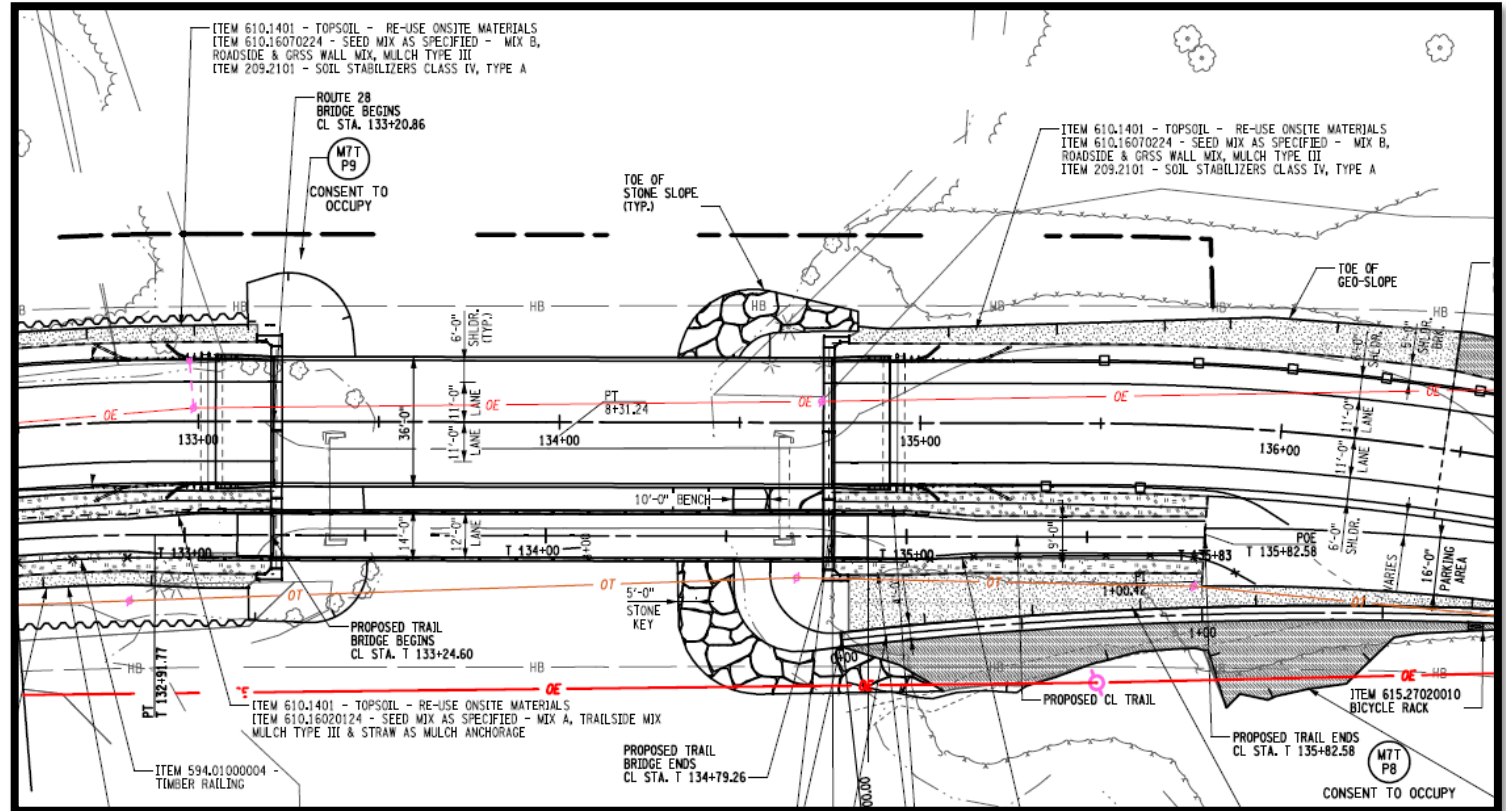 ITEM 610.1401 - TOPSOIL - RE-USE ONSITE MATERIALS
ITEM 610.16070224 - SEED MIX AS SPECIFIED - MIX B,
ROADSIDE & GRSS WALL MIX, MULCH TYPE III
ITEM 209.2101 - SOIL STABILIZERS CLASS IV, TYPE A
ROUTE 28
BRIDGE BEGINS
CL STA. 133+20.86
M7T
P9
CONSENT TO
OCCUPY
TOE OF
STONE SLOPE
(TYP.)
ITEM 610.1401 - TOPSOIL - RE-USE ONSITE MATERIALS
ITEM 610.16070224 - SEED MIX AS SPECIFIED - MIX B,
ROADSIDE & GRSS WALL MIX, MULCH TYPE III
ITEM 209.2101 - SOIL STABILIZERS CLASS IV, TYPE A
TOE OF
GEO-SLOPE
HB
HB
HB
HB
HB
HB
6'-0"
SHLDR.
(TYP.)
11'-0"
LANE
11'-0"
LANE
36'-0"
PT
8+31.24
OE
OE
OE
OE
OE
133+00
134+00
135+00
136+00
6'-0"
SHLDR.
5'-0"
SHLDR.
BRK.
11'-0"
LANE
11'-0"
LANE
6'-0"
SHLDR.
VARIES
16'-0"
PARKING
AREA
10'-0" BENCH
14'-0"
12'-0"
LANE
9'-0"
T 133+00
T 134+00
T 135+00
T 135+83
POE
T 135+82.58
1+00.42
1+00
0+00
OT
OT
OT
OT
5'-0"
STONE
KEY
PROPOSED TRAIL
BRIDGE BEGINS
CL STA. T 133+24.60
PT
T 132+91.77
HB
HB
HB
HB
OE
OE
OE
PROPOSED CL TRAIL
ITEM 615.27020010
BICYCLE RACK
ITEM 610.1401 - TOPSOIL - RE-USE ONSITE MATERIALS
ITEM 610.16020124 - SEED MIX AS SPECIFIED - MIX A, TRAILSIDE MIX
MULCH TYPE III & STRAW AS MULCH ANCHORAGE
PROPOSED TRAIL
BRIDGE ENDS
CL STA. T 134+79.26
PROPOSED TRAIL ENDS
CL STA. T 135+82.58
M7T
P8
CONSENT TO OCCUPY
ITEM 594.01000004 -
TIMBER RAILING
00.00